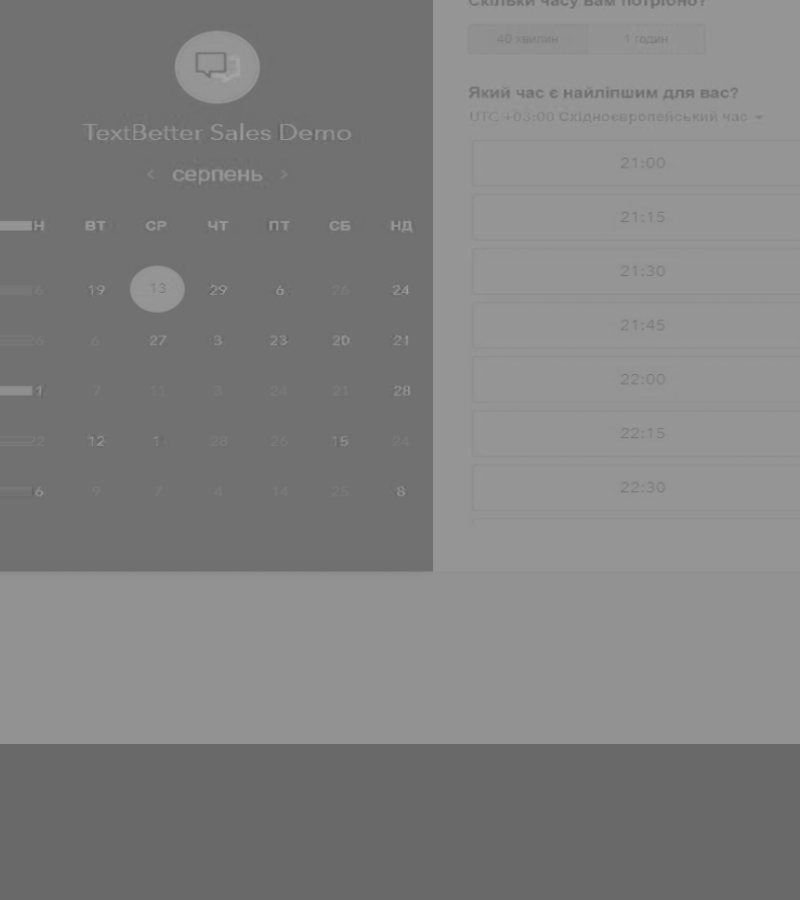 TextBetter Sales Demo
серпень
Н ВТ СР ЧТ ПТ СБ НД
6 19 13 29 6 26 24
6 6 27 3 23 20 21
1 7 11 3 24 21 28
2 12 1 28 26 15 24
6 9 7 4 14 25 8
Скільки часу вам потрібно?
40 хвилин 1 годин
Який час є найліпшим для вас?
UTC +03:00 Східноєвропейський час
21:00
21:15
21:30
21:45
22:00
22:15
22:30